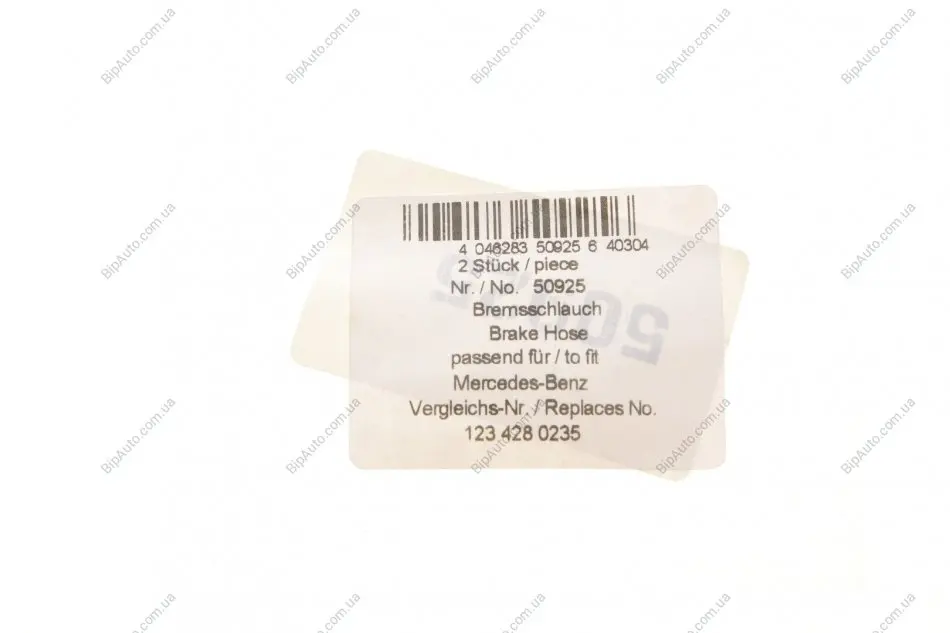 4 046283 50925 6 40304
2 Stück / piece
Nr. / No. 50925
Bremsschlauch
Brake Hose
passend für / to fit
Mercedes-Benz
Vergleichs-Nr. / Replaces No.
123 428 0235
50925
BipAuto.com.ua